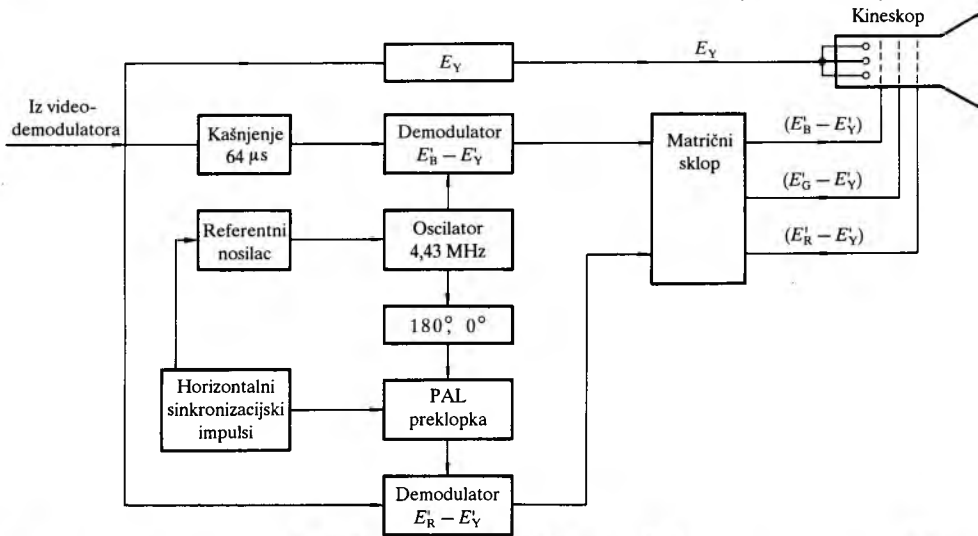 Kineskop
E_Y
E_Y
Iz video-
demodulatora
Kašnjenje
64 μs
Demodulator
E'_B − E'_Y
Matrični
sklop
(E'_B − E'_Y)
(E'_G − E'_Y)
(E'_R − E'_Y)
Referentni
nosilac
Oscilator
4,43 MHz
180°, 0°
Horizontalni
sinkronizacijski
impulsi
PAL
preklopka
Demodulator
E'_R − E'_Y